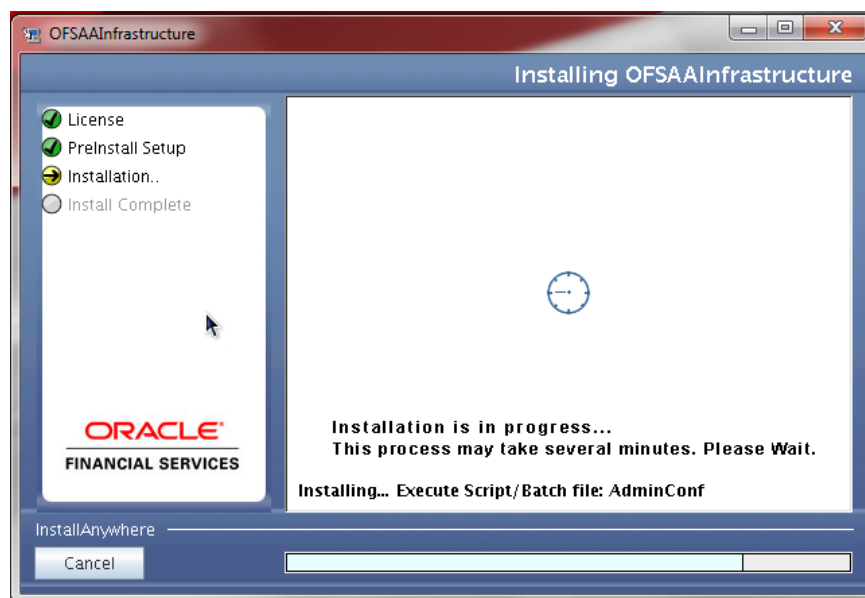 OFSAAInfrastructure
Installing OFSAAInfrastructure
License
PreInstall Setup
Installation..
Install Complete
ORACLE
FINANCIAL SERVICES
Installation is in progress...
This process may take several minutes. Please Wait.
Installing... Execute Script/Batch file: AdminConf
InstallAnywhere
Cancel